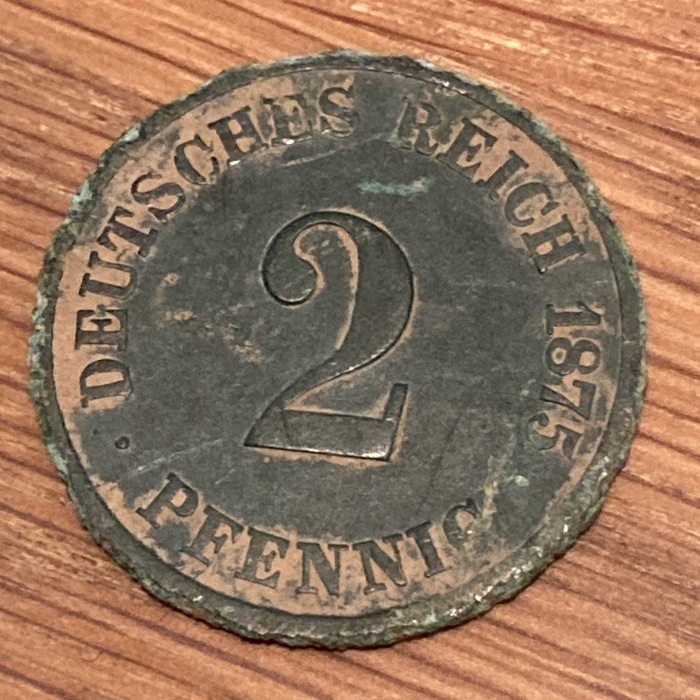 DEUTSCHES REICH 1875
2
PFENNIG